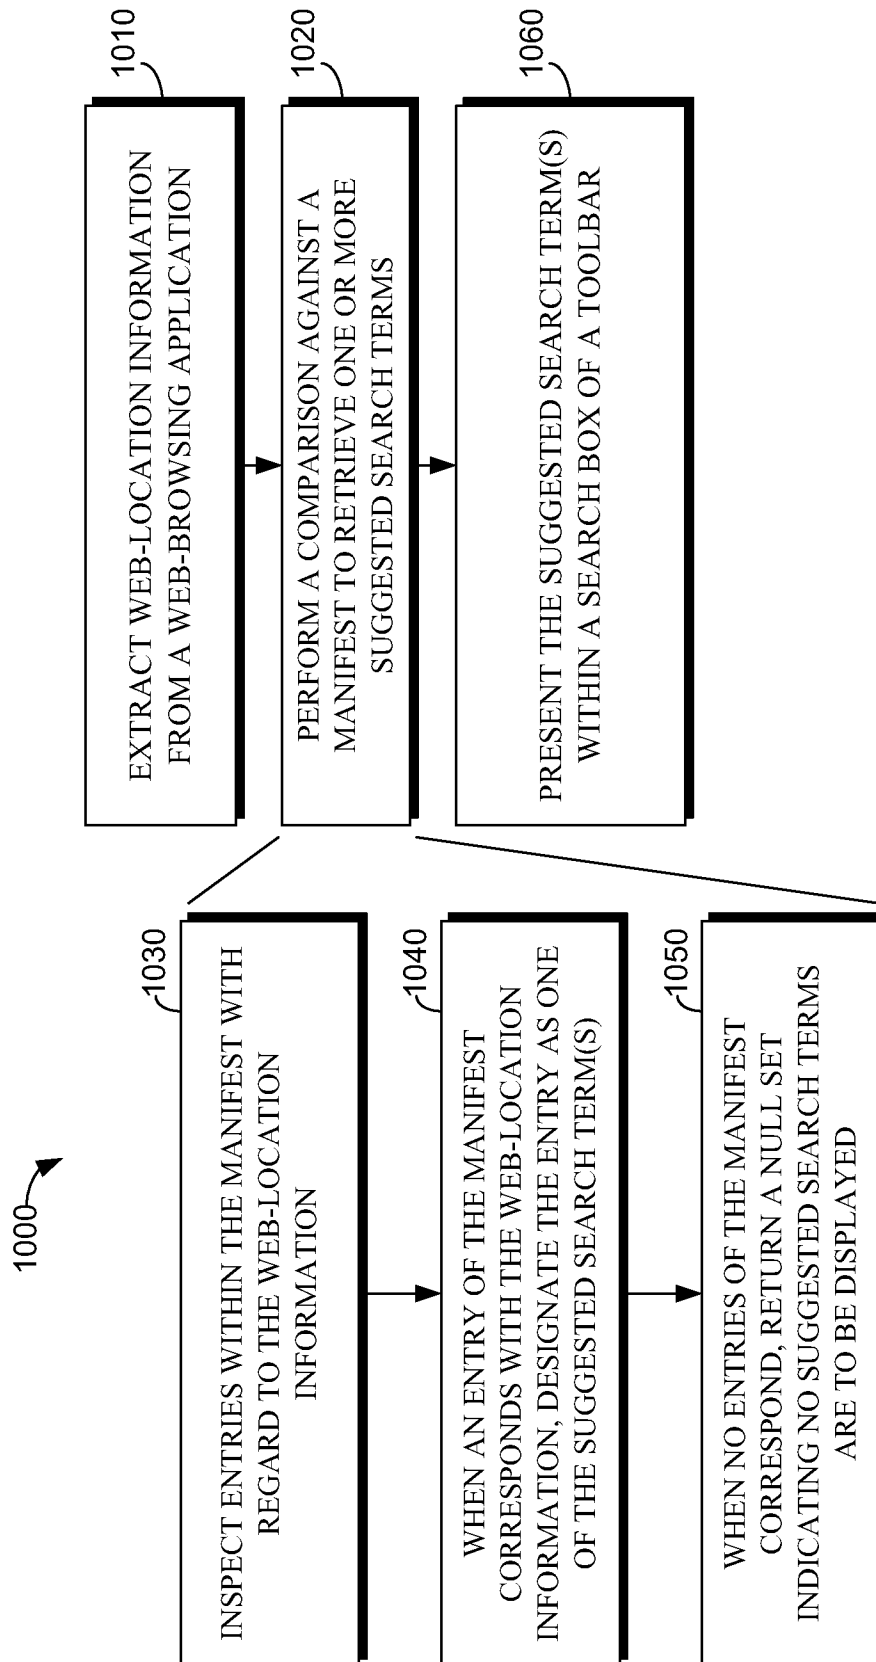 1000
1010
EXTRACT WEB-LOCATION INFORMATION
FROM A WEB-BROWSING APPLICATION
1020
PERFORM A COMPARISON AGAINST A
MANIFEST TO RETRIEVE ONE OR MORE
SUGGESTED SEARCH TERMS
1030
INSPECT ENTRIES WITHIN THE MANIFEST WITH
REGARD TO THE WEB-LOCATION
INFORMATION
1040
WHEN AN ENTRY OF THE MANIFEST
CORRESPONDS WITH THE WEB-LOCATION
INFORMATION, DESIGNATE THE ENTRY AS ONE
OF THE SUGGESTED SEARCH TERM(S)
1050
WHEN NO ENTRIES OF THE MANIFEST
CORRESPOND, RETURN A NULL SET
INDICATING NO SUGGESTED SEARCH TERMS
ARE TO BE DISPLAYED
1060
PRESENT THE SUGGESTED SEARCH TERM(S)
WITHIN A SEARCH BOX OF A TOOLBAR